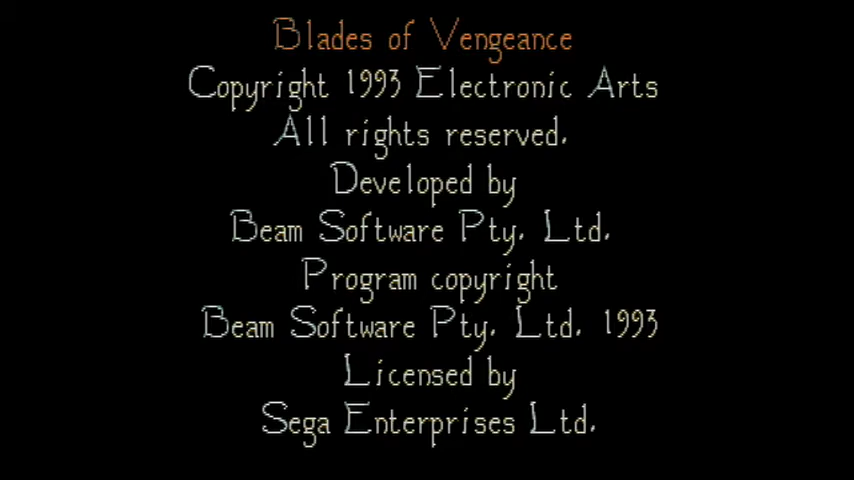 Blades of Vengeance
Copyright 1993 Electronic Arts
All rights reserved.
Developed by
Beam Software Pty. Ltd.
Program copyright
Beam Software Pty. Ltd. 1993
Licensed by
Sega Enterprises Ltd.